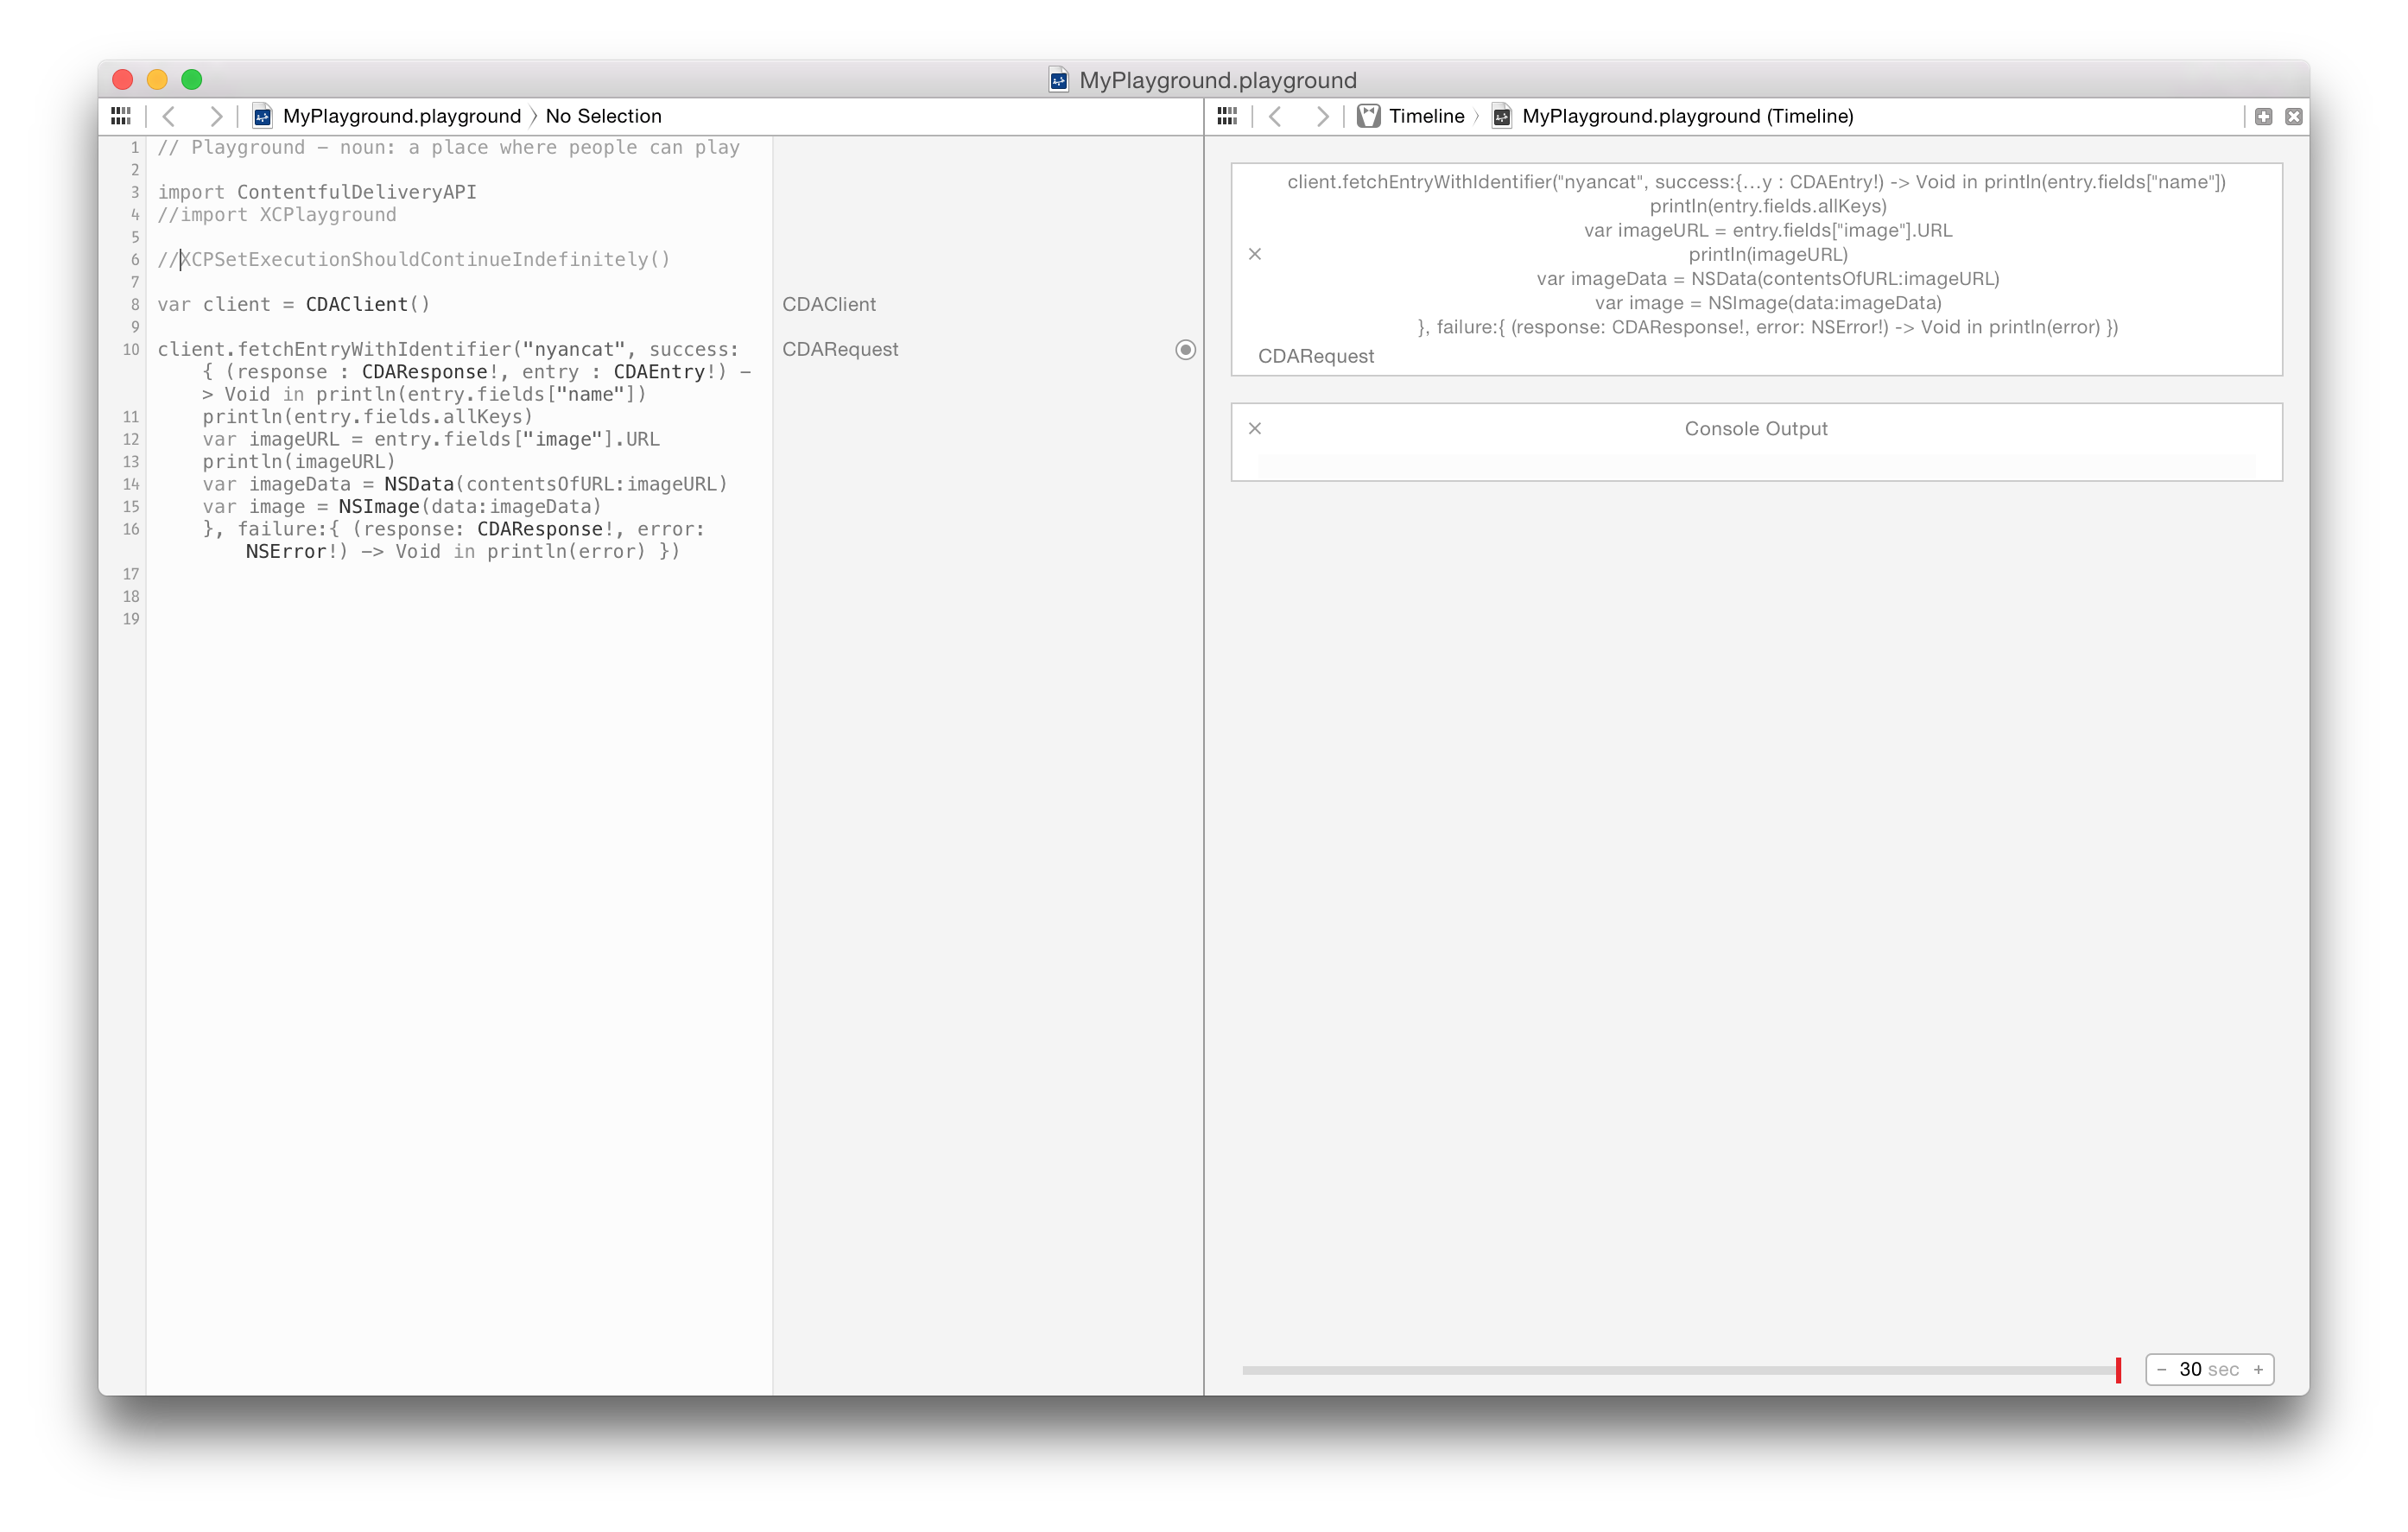 MyPlayground.playground
MyPlayground.playground 〉 No Selection
1 // Playground – noun: a place where people can play
2
3 import ContentfulDeliveryAPI
4 //import XCPlayground
5
6 //XCPSetExecutionShouldContinueIndefinitely()
7
8 var client = CDAClient()
9
10 client.fetchEntryWithIdentifier("nyancat", success:
{ (response : CDAResponse!, entry : CDAEntry!) -
> Void in println(entry.fields["name"])
11 println(entry.fields.allKeys)
12 var imageURL = entry.fields["image"].URL
13 println(imageURL)
14 var imageData = NSData(contentsOfURL:imageURL)
15 var image = NSImage(data:imageData)
16 }, failure:{ (response: CDAResponse!, error:
NSError!) -> Void in println(error) })
17
18
19
CDAClient
CDARequest
Timeline 〉 MyPlayground.playground (Timeline)
client.fetchEntryWithIdentifier("nyancat", success:{...y : CDAEntry!) -> Void in println(entry.fields["name"])
println(entry.fields.allKeys)
var imageURL = entry.fields["image"].URL
println(imageURL)
var imageData = NSData(contentsOfURL:imageURL)
var image = NSImage(data:imageData)
}, failure:{ (response: CDAResponse!, error: NSError!) -> Void in println(error) })
CDARequest
Console Output
– 30 sec +